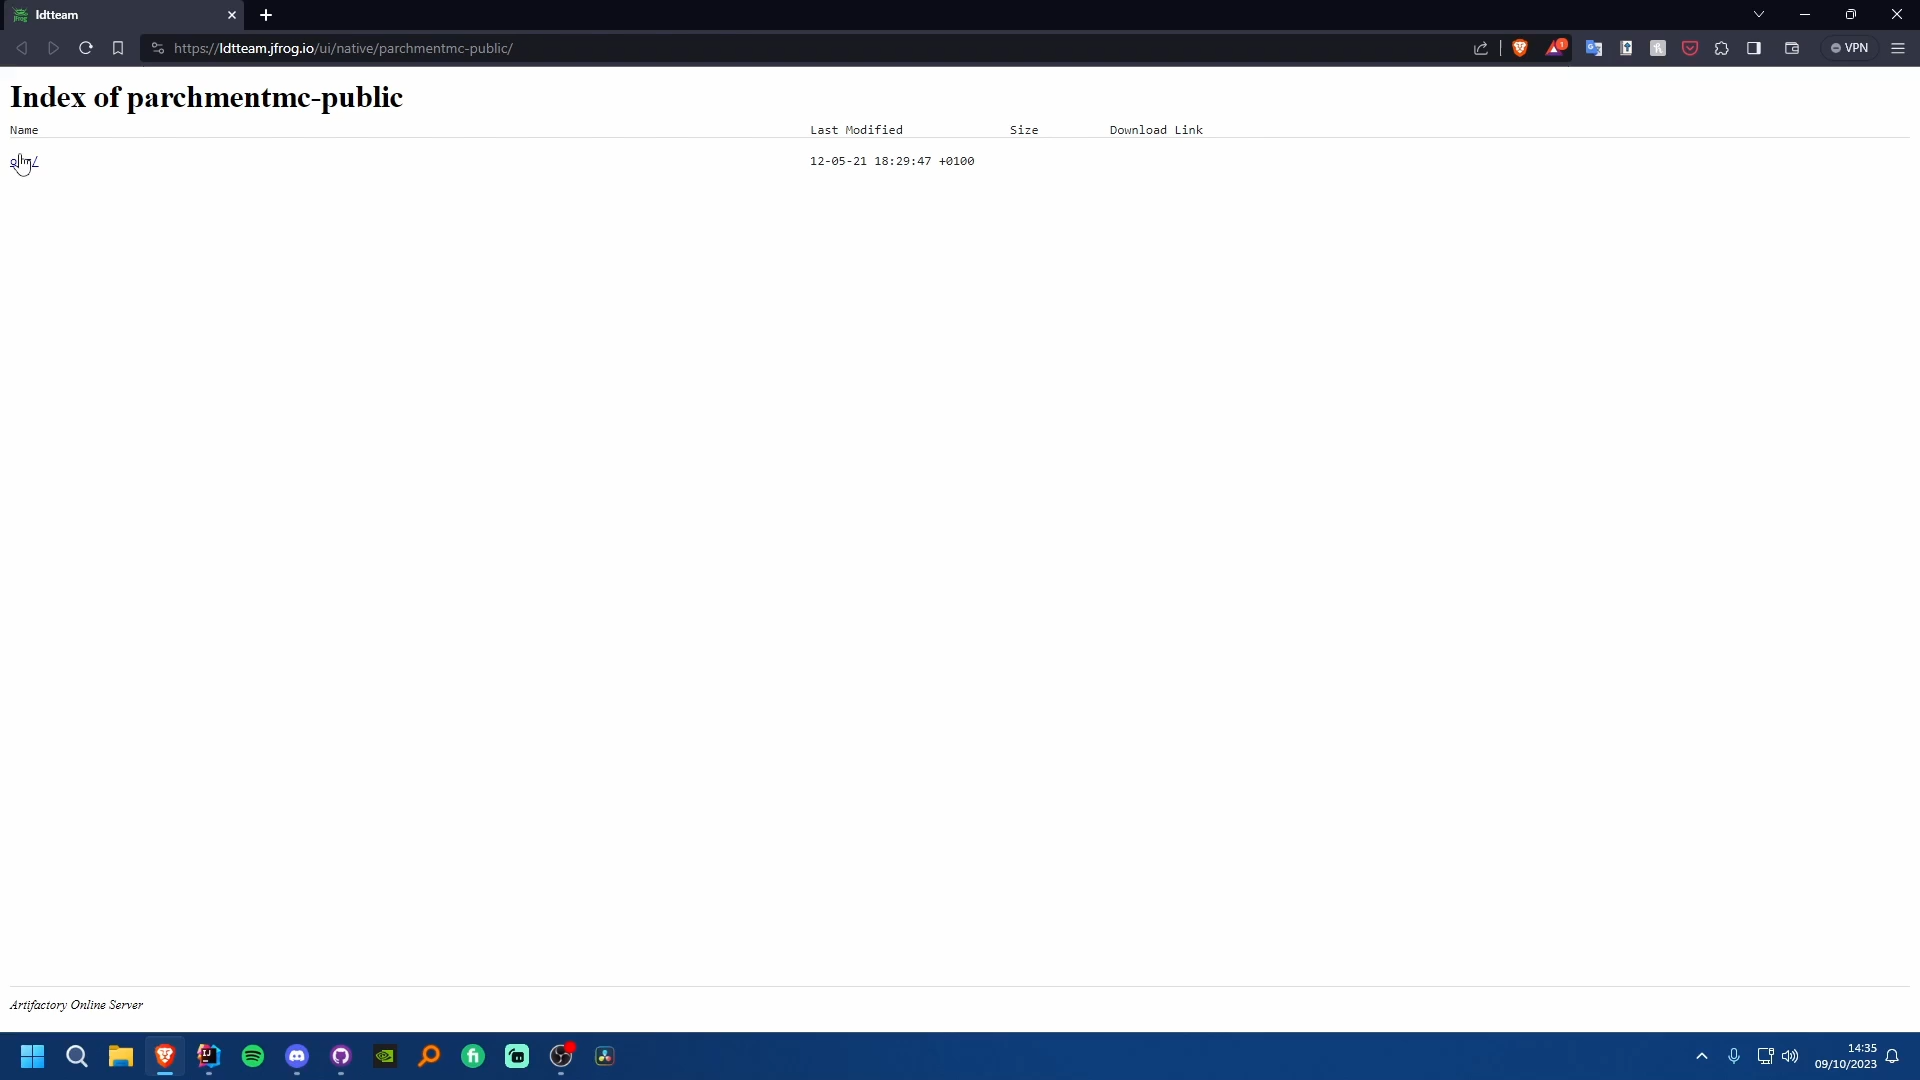 ldtteam
https://ldtteam.jfrog.io/ui/native/parchmentmc-public/
1
VPN
Index of parchmentmc-public
Name Last Modified Size Download Link
12-05-21 18:29:47 +0100
Artifactory Online Server
14:35
09/10/2023